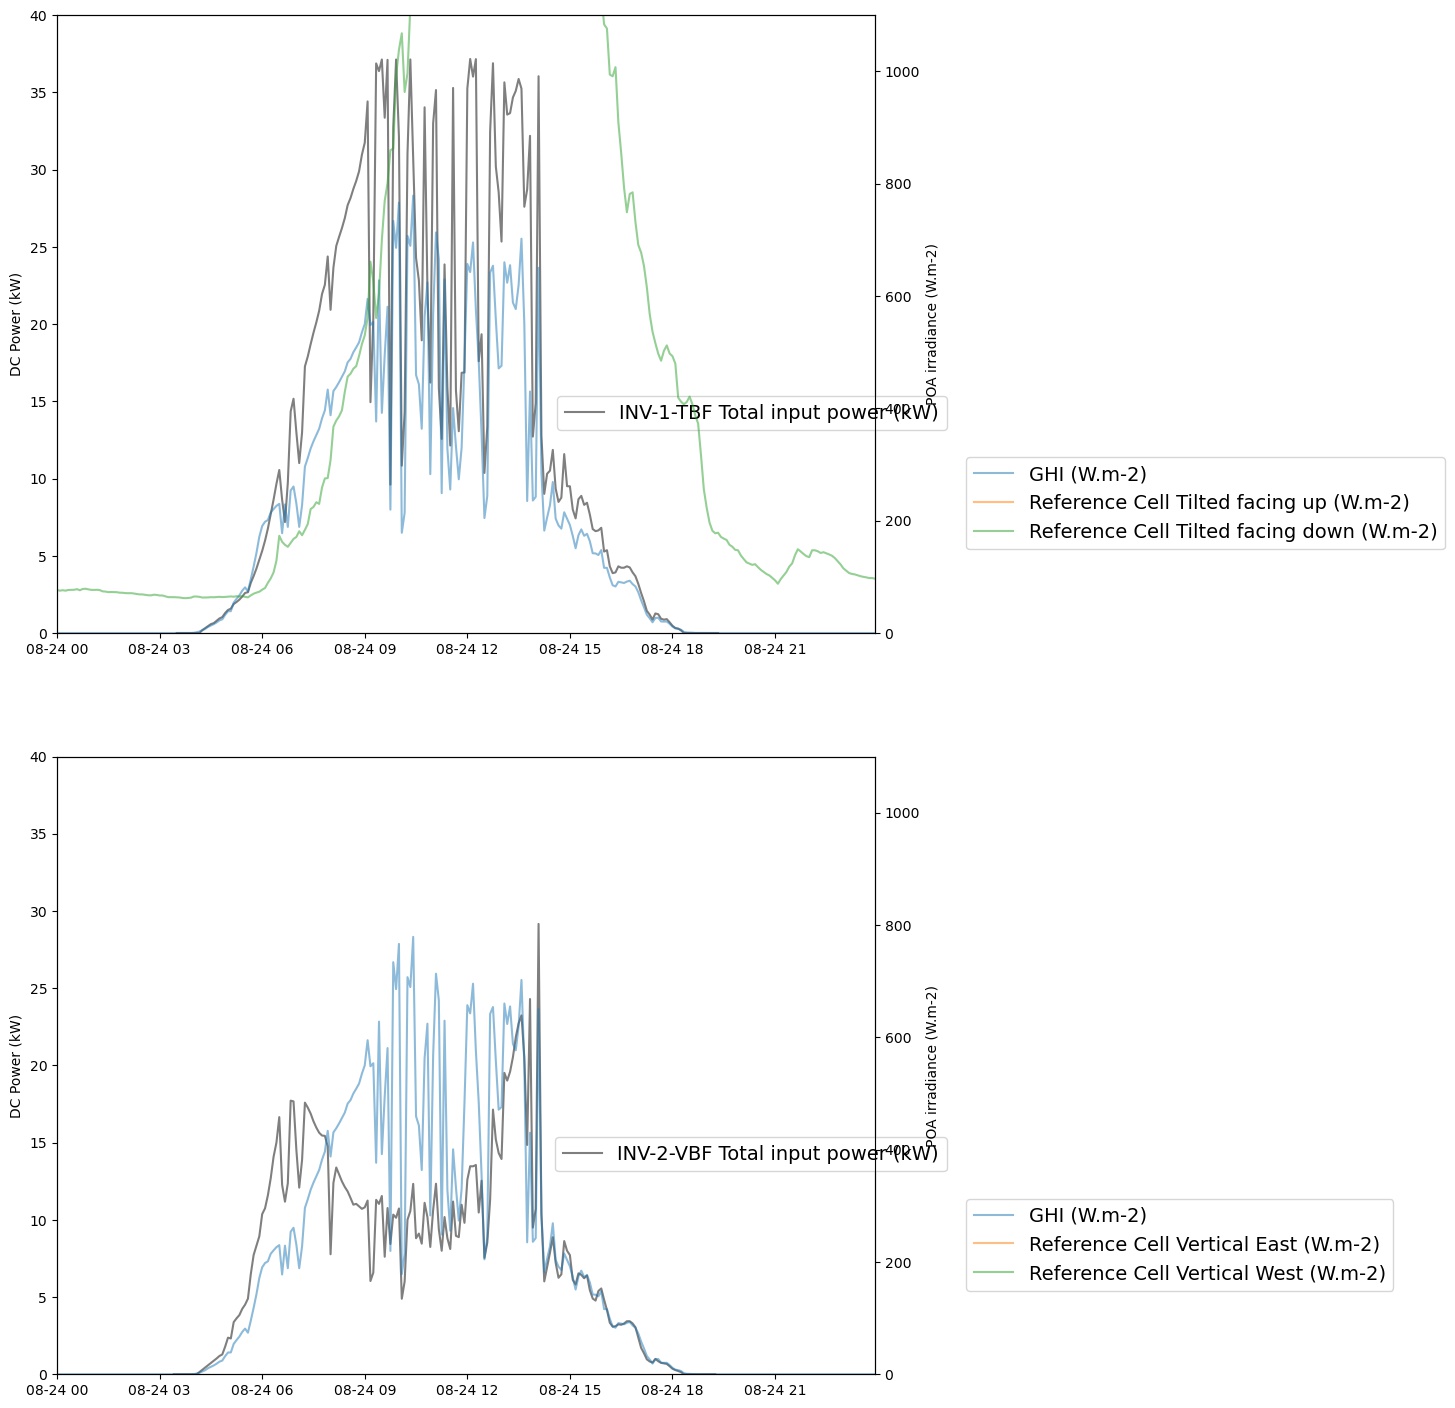 40
35
30
25
20
15
10
5
0
DC Power (kW)
1000
800
600
400
200
0
POA irradiance (W.m-2)
INV-1-TBF Total input power (kW)
GHI (W.m-2)
Reference Cell Tilted facing up (W.m-2)
Reference Cell Tilted facing down (W.m-2)
08-24 00 08-24 03 08-24 06 08-24 09 08-24 12 08-24 15 08-24 18 08-24 21
40
35
30
25
20
15
10
5
0
DC Power (kW)
1000
800
600
400
200
0
POA irradiance (W.m-2)
INV-2-VBF Total input power (kW)
GHI (W.m-2)
Reference Cell Vertical East (W.m-2)
Reference Cell Vertical West (W.m-2)
08-24 00 08-24 03 08-24 06 08-24 09 08-24 12 08-24 15 08-24 18 08-24 21